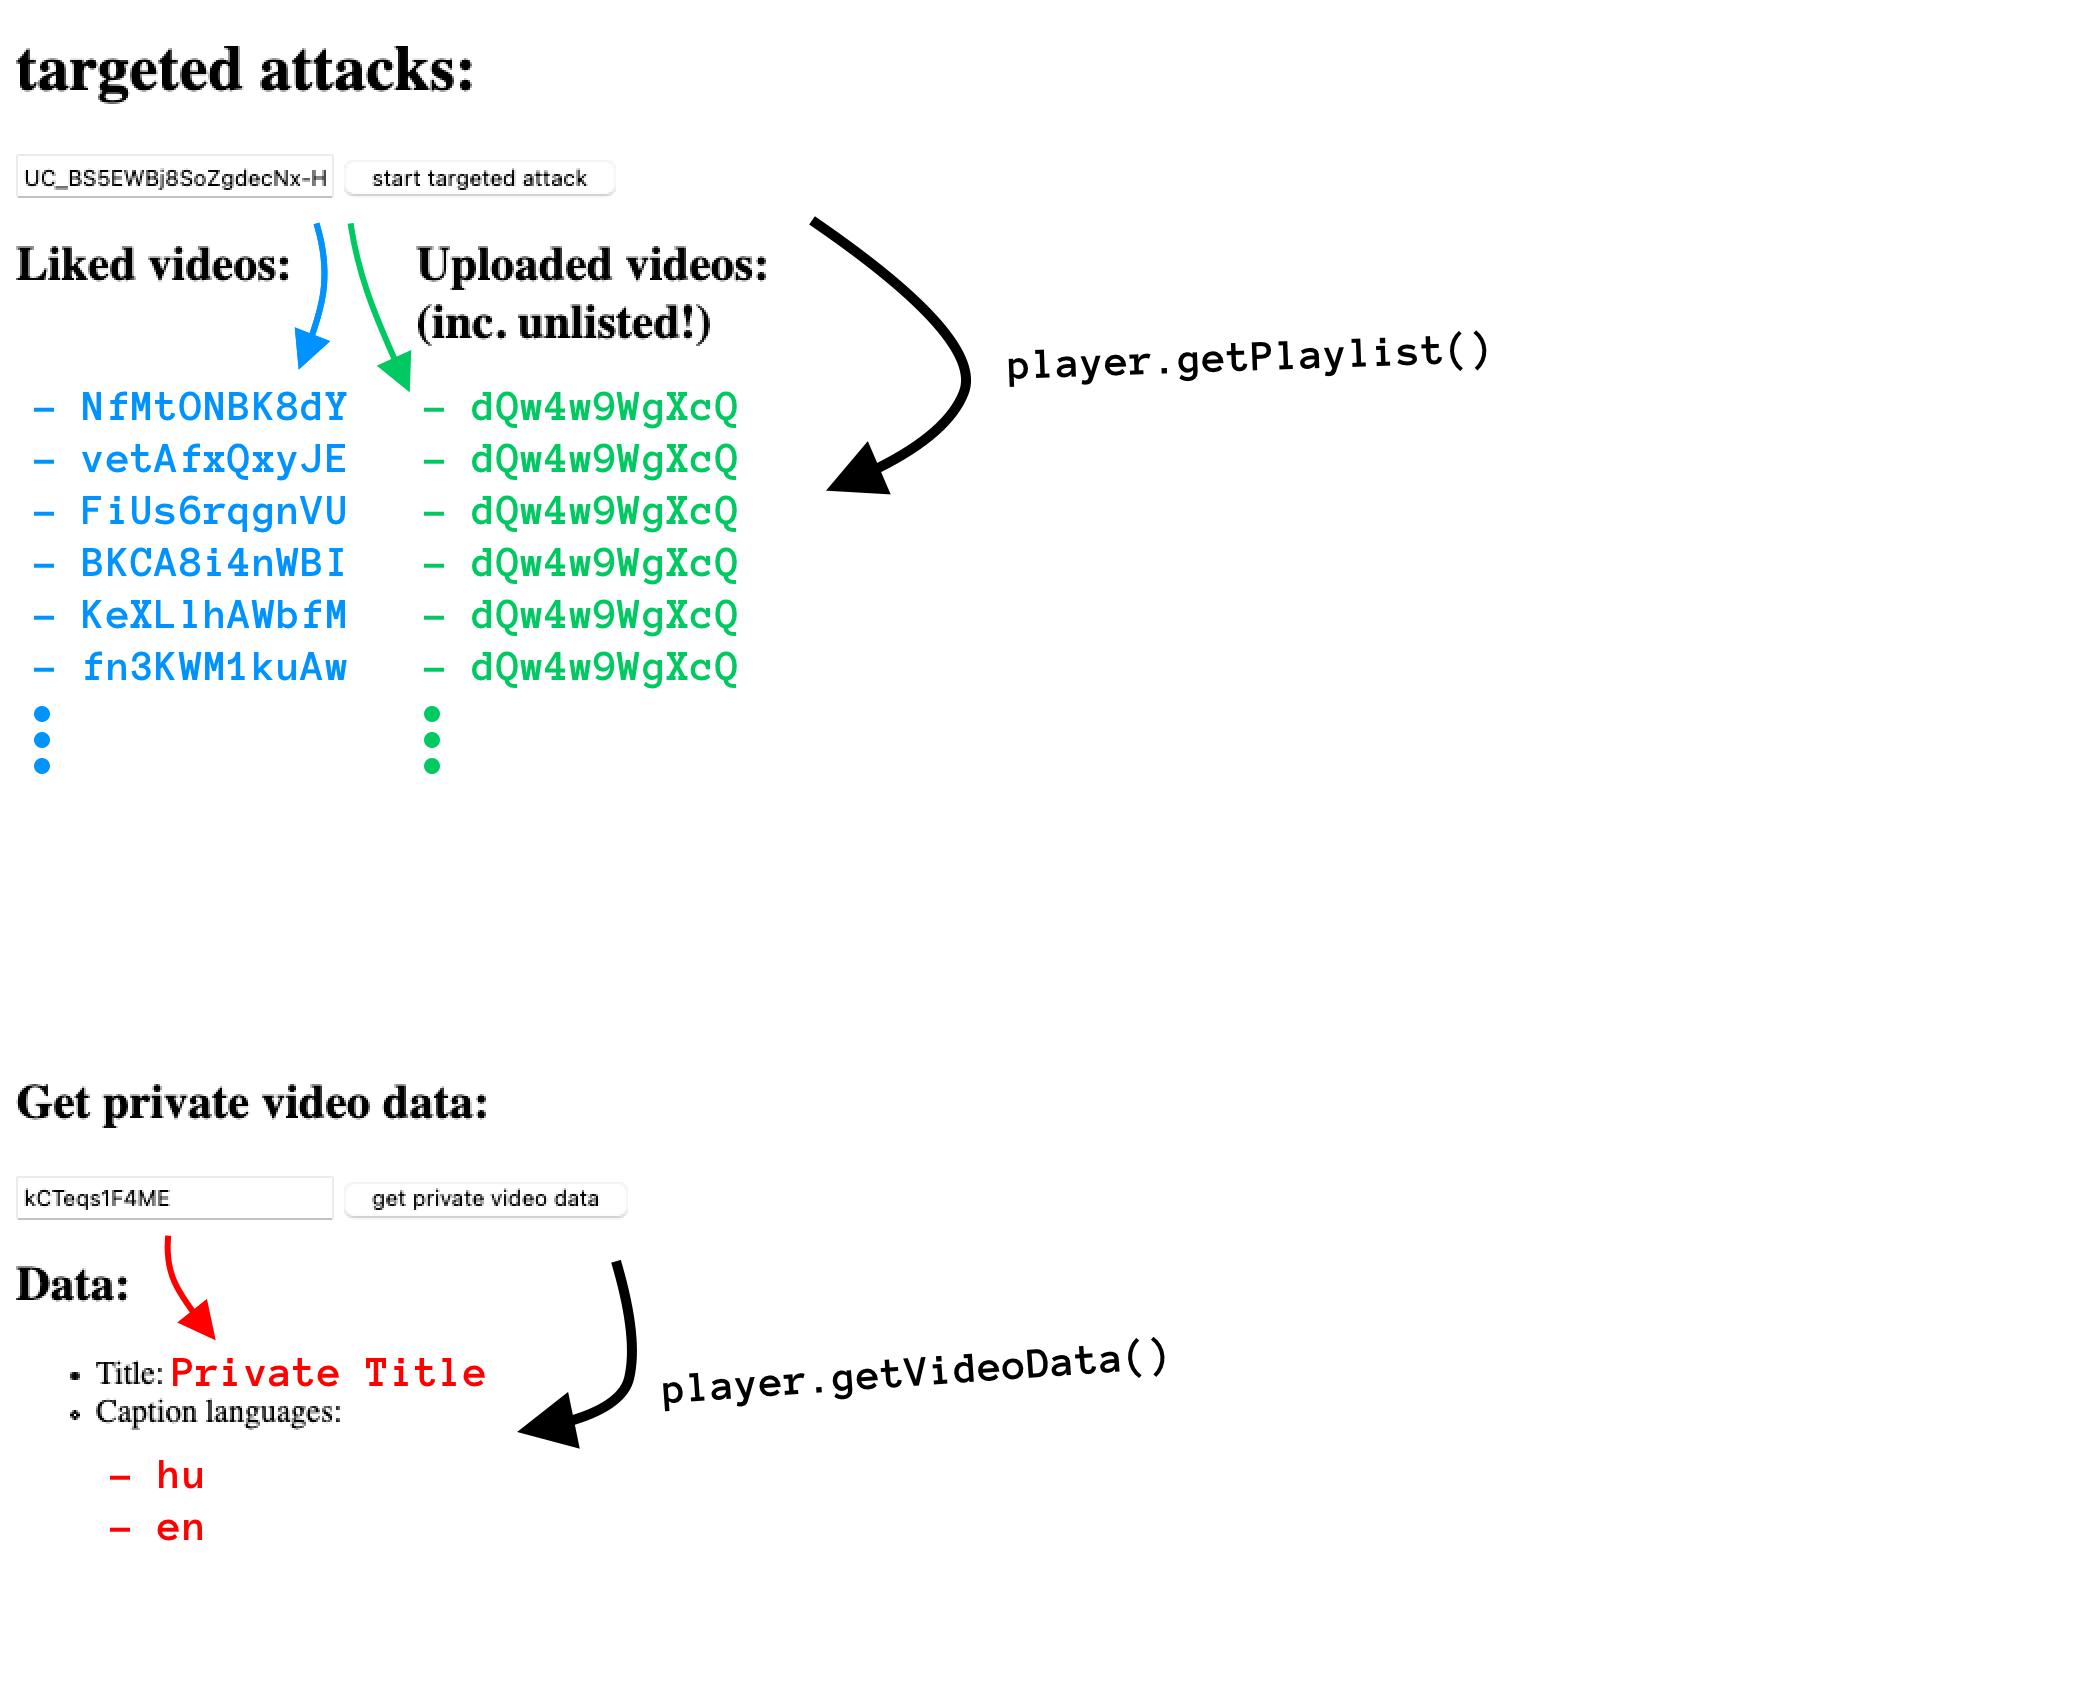 targeted attacks:
UC_BS5EWBj8SoZgdecNx-H
start targeted attack
Liked videos:
Uploaded videos:
(inc. unlisted!)
player.getPlaylist()
– NfMtONBK8dY
– vetAfxQxyJE
– FiUs6rqgnVU
– BKCA8i4nWBI
– KeXLlhAWbfM
– fn3KWM1kuAw
– dQw4w9WgXcQ
– dQw4w9WgXcQ
– dQw4w9WgXcQ
– dQw4w9WgXcQ
– dQw4w9WgXcQ
– dQw4w9WgXcQ
Get private video data:
kCTeqs1F4ME
get private video data
Data:
• Title: Private Title
• Caption languages:
– hu
– en
player.getVideoData()